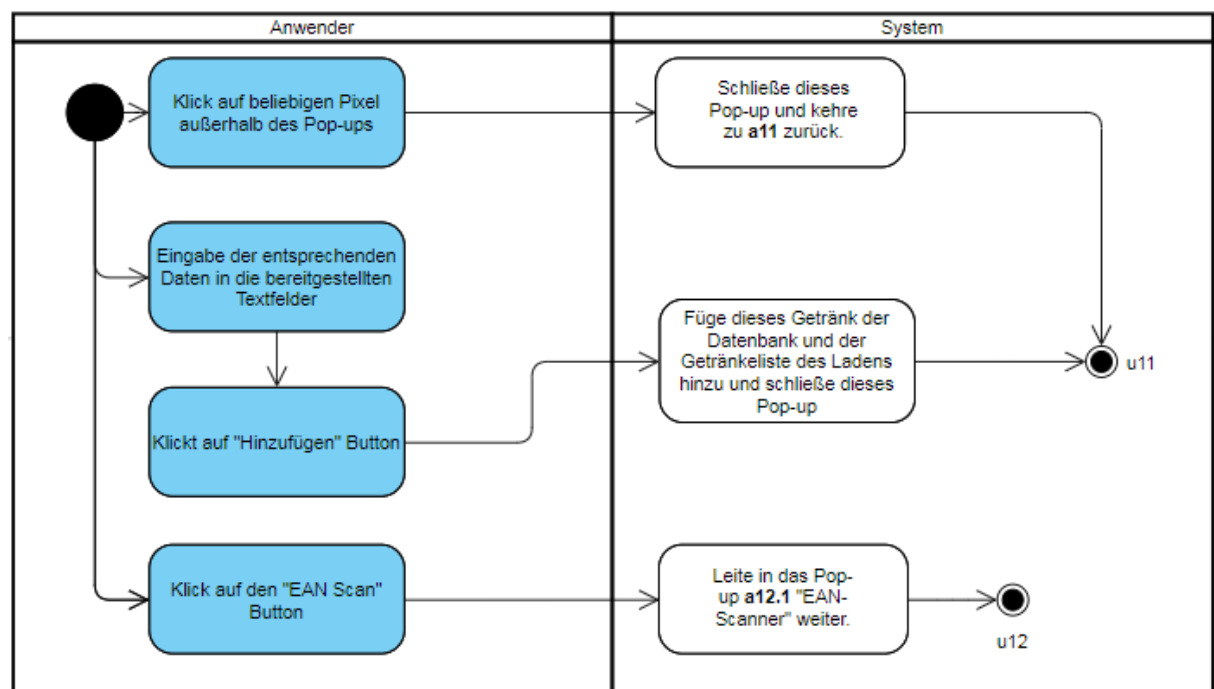 Anwender
System
Klick auf beliebigen Pixel
außerhalb des Pop-ups
Schließe dieses
Pop-up und kehre
zu a11 zurück.
Eingabe der entsprechenden
Daten in die bereitgestellten
Textfelder
Füge dieses Getränk der
Datenbank und der
Getränkeliste des Ladens
hinzu und schließe dieses
Pop-up
u11
Klickt auf "Hinzufügen" Button
Klick auf den "EAN Scan"
Button
Leite in das Pop-
up a12.1 "EAN-
Scanner" weiter.
u12